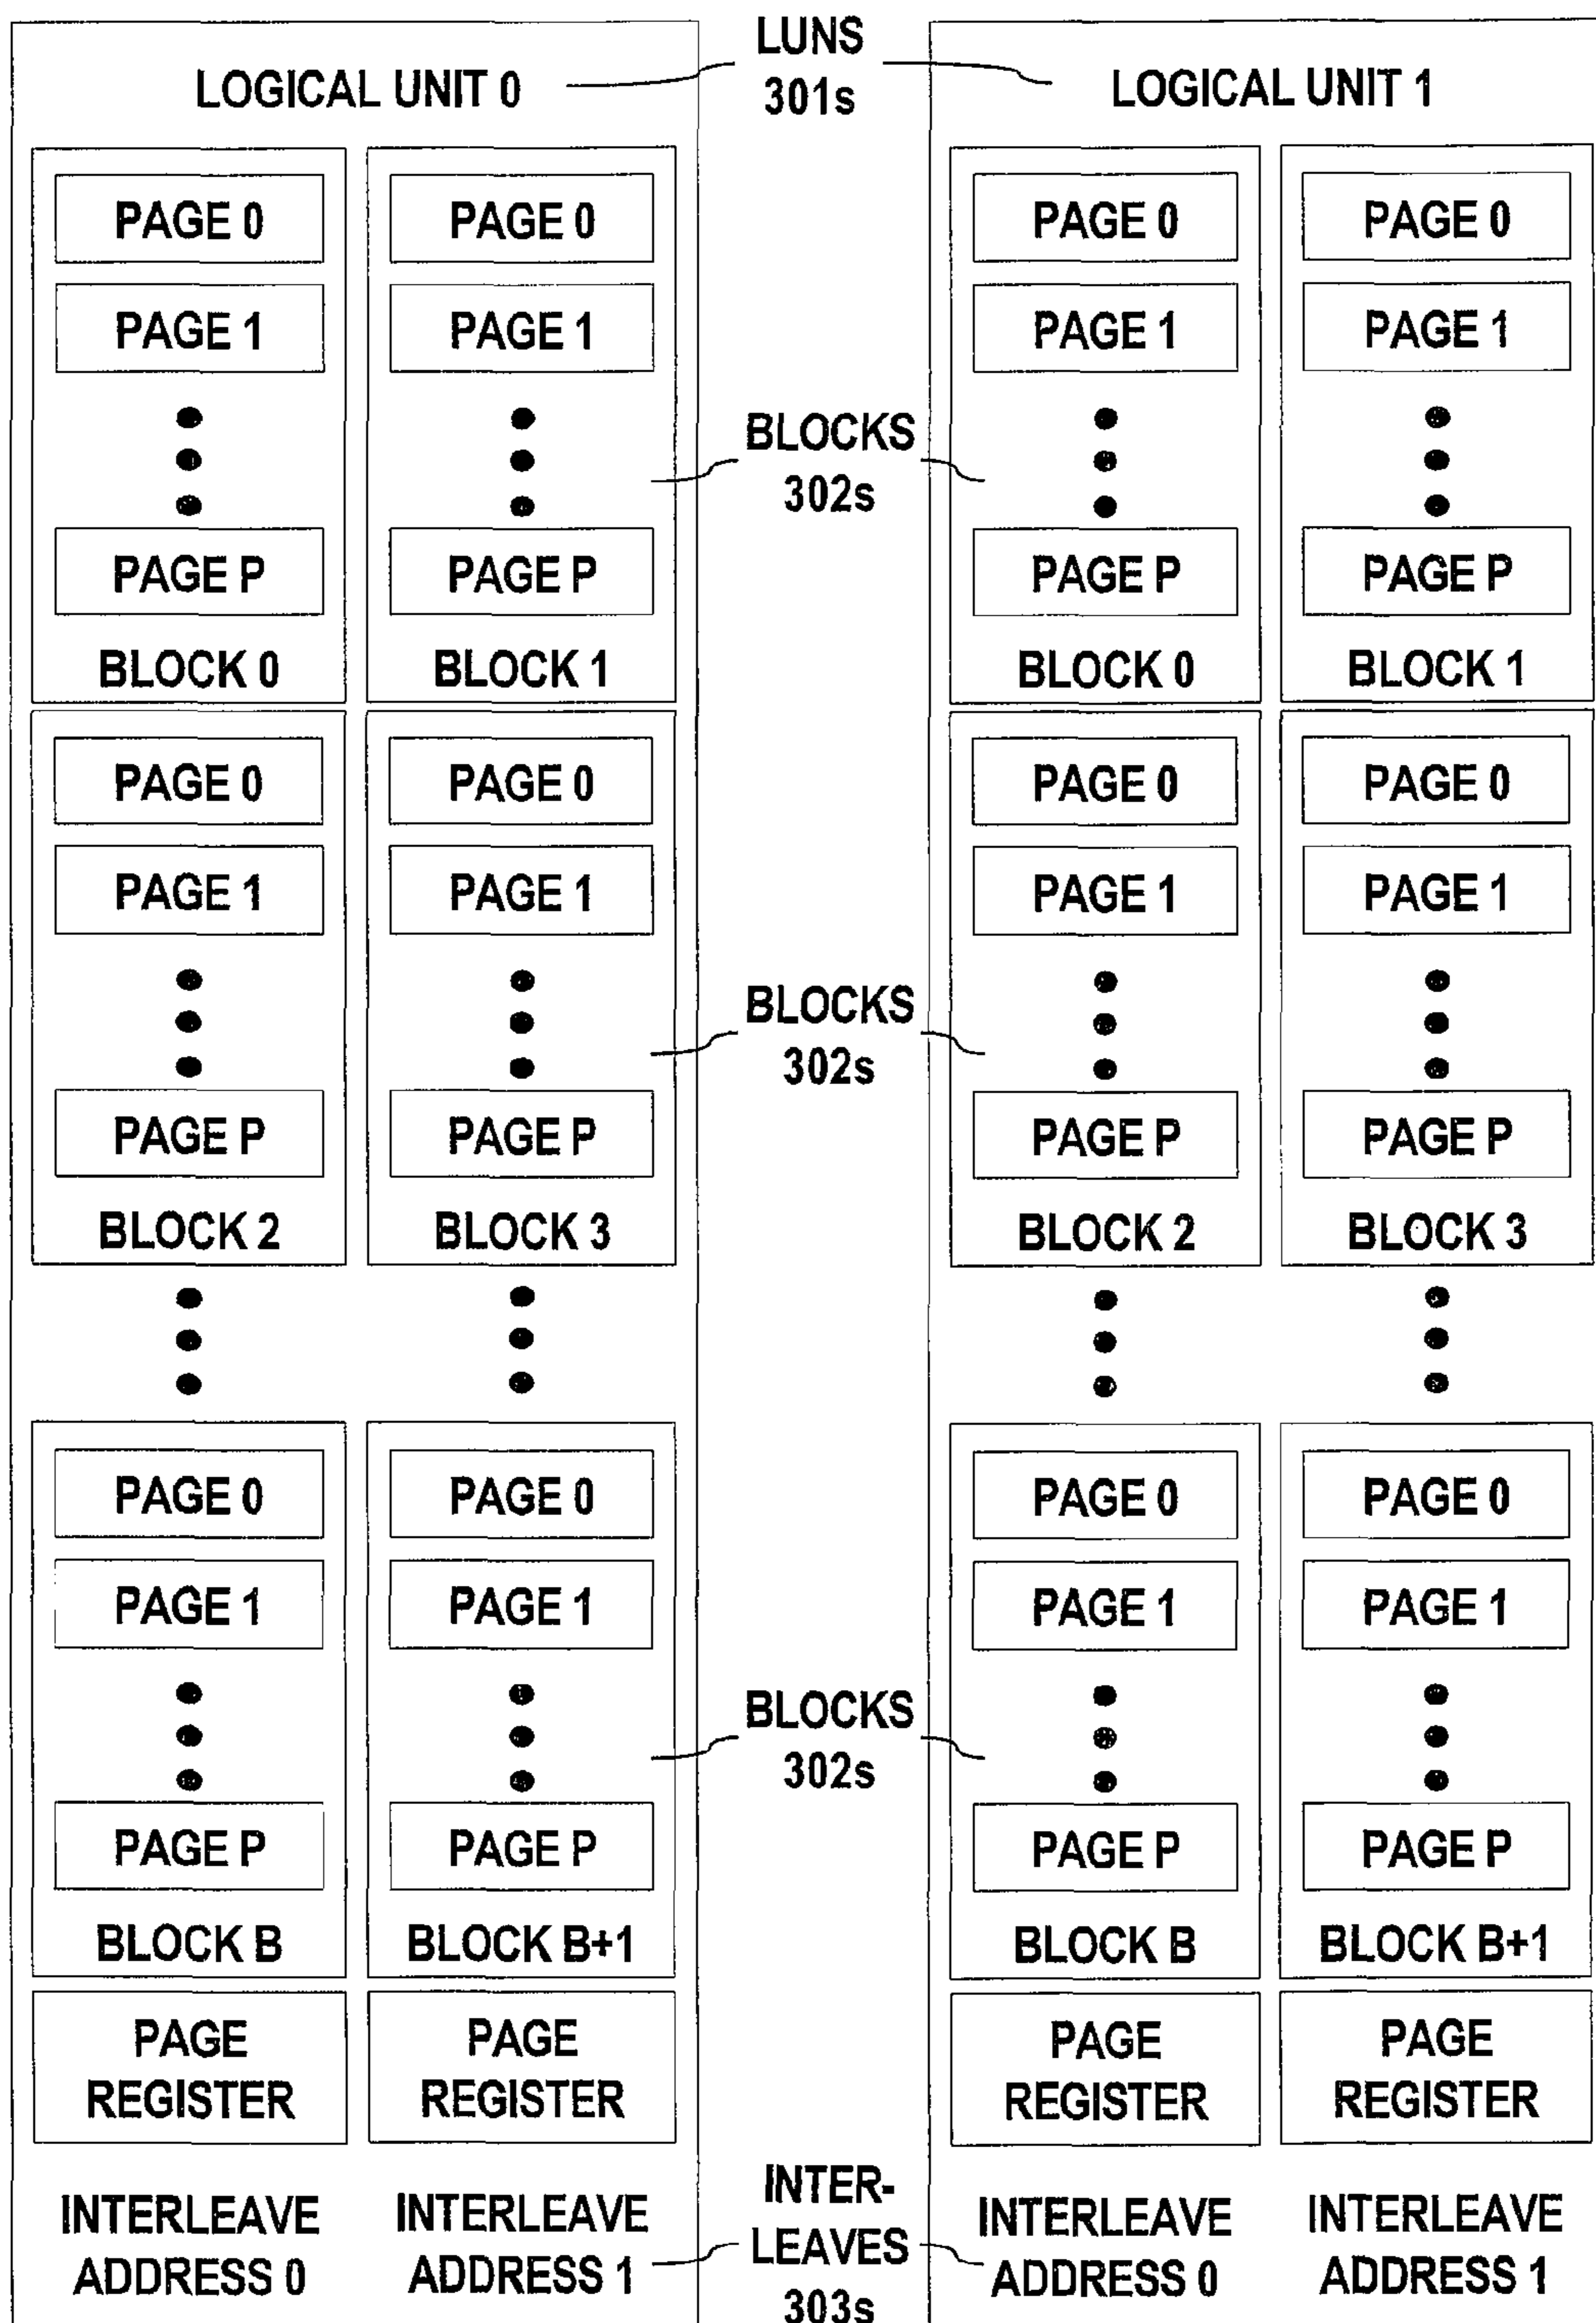 LUNS
301s
LOGICAL UNIT 0
LOGICAL UNIT 1
PAGE 0
PAGE 0
PAGE 0
PAGE 0
PAGE 1
PAGE 1
PAGE 1
PAGE 1
BLOCKS
302s
PAGE P
PAGE P
PAGE P
PAGE P
BLOCK 0
BLOCK 1
BLOCK 0
BLOCK 1
PAGE 0
PAGE 0
PAGE 0
PAGE 0
PAGE 1
PAGE 1
PAGE 1
PAGE 1
BLOCKS
302s
PAGE P
PAGE P
PAGE P
PAGE P
BLOCK 2
BLOCK 3
BLOCK 2
BLOCK 3
PAGE 0
PAGE 0
PAGE 0
PAGE 0
PAGE 1
PAGE 1
PAGE 1
PAGE 1
BLOCKS
302s
PAGE P
PAGE P
PAGE P
PAGE P
BLOCK B
BLOCK B+1
BLOCK B
BLOCK B+1
PAGE
REGISTER
PAGE
REGISTER
PAGE
REGISTER
PAGE
REGISTER
INTERLEAVE
ADDRESS 0
INTERLEAVE
ADDRESS 1
INTER-
LEAVES
303s
INTERLEAVE
ADDRESS 0
INTERLEAVE
ADDRESS 1